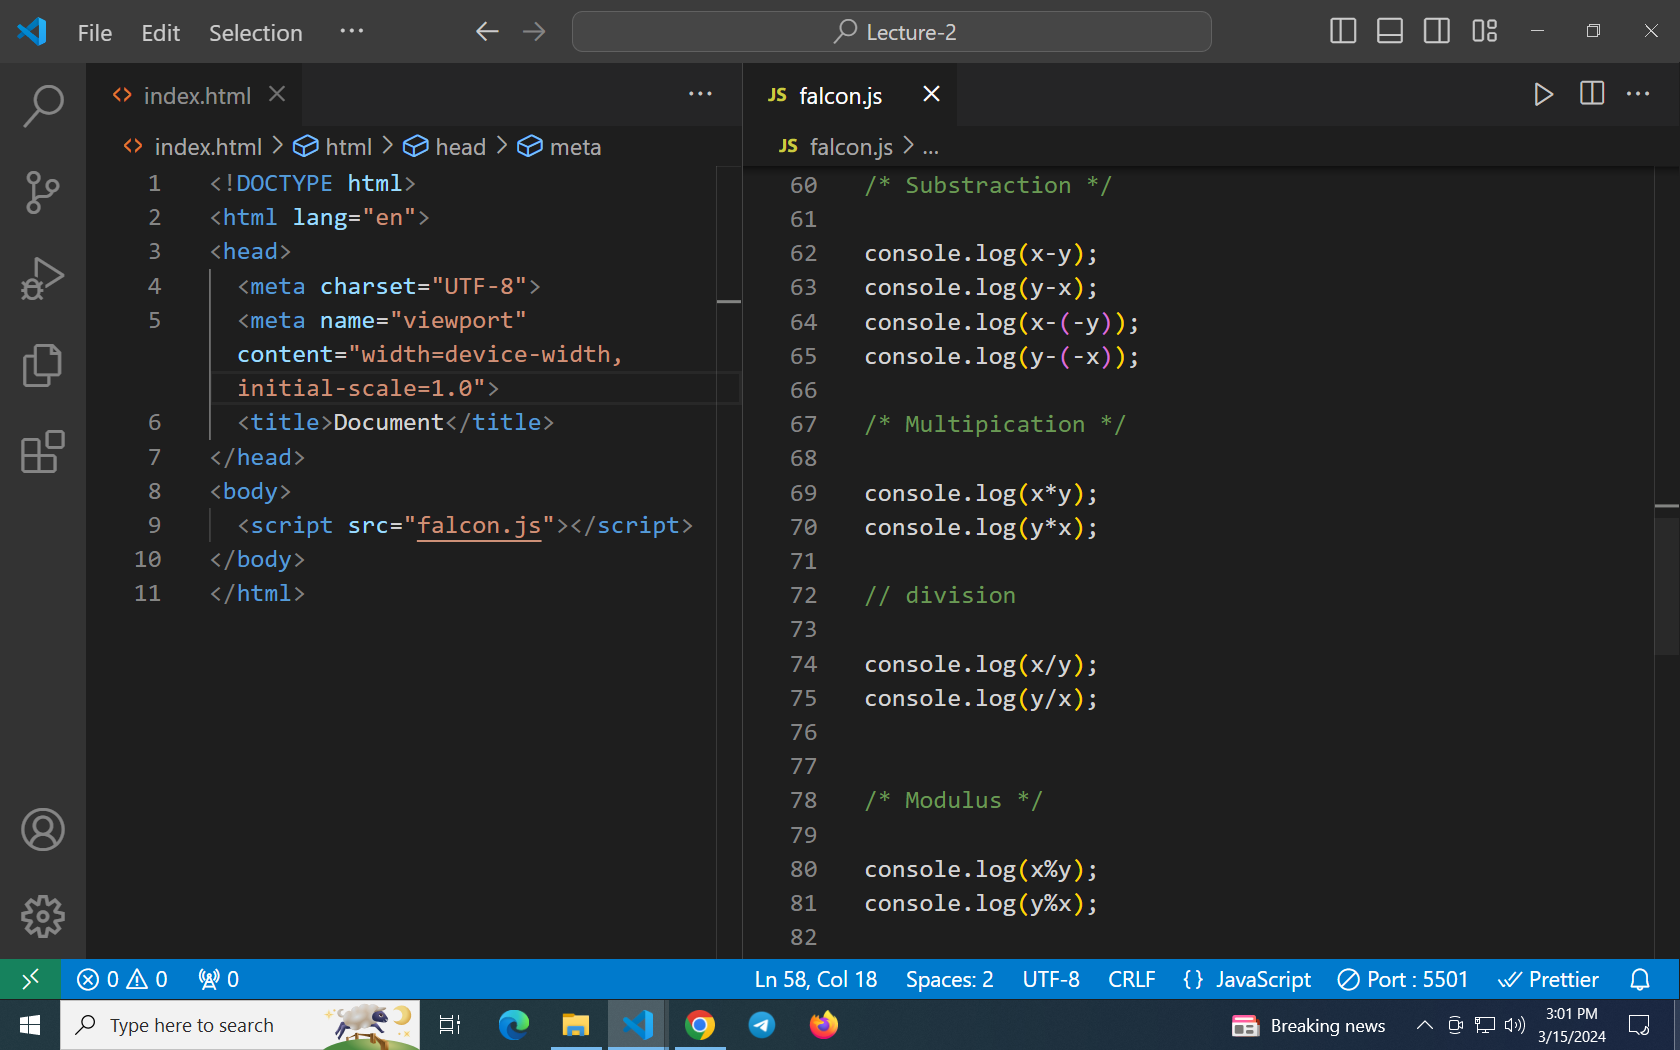 File Edit Selection ··· Lecture-2
index.html
JS falcon.js
index.html > html > head > meta
JS falcon.js > ...
1 <!DOCTYPE html>
2 <html lang="en">
3 <head>
4 <meta charset="UTF-8">
5 <meta name="viewport"
content="width=device-width,
initial-scale=1.0">
6 <title>Document</title>
7 </head>
8 <body>
9 <script src="falcon.js"></script>
10 </body>
11 </html>
60 /* Substraction */
61
62 console.log(x-y);
63 console.log(y-x);
64 console.log(x-(-y));
65 console.log(y-(-x));
66
67 /* Multipication */
68
69 console.log(x*y);
70 console.log(y*x);
71
72 // division
73
74 console.log(x/y);
75 console.log(y/x);
76
77
78 /* Modulus */
79
80 console.log(x%y);
81 console.log(y%x);
82
0 0 0 Ln 58, Col 18 Spaces: 2 UTF-8 CRLF {} JavaScript Port : 5501 Prettier
Type here to search
Breaking news
3:01 PM
3/15/2024